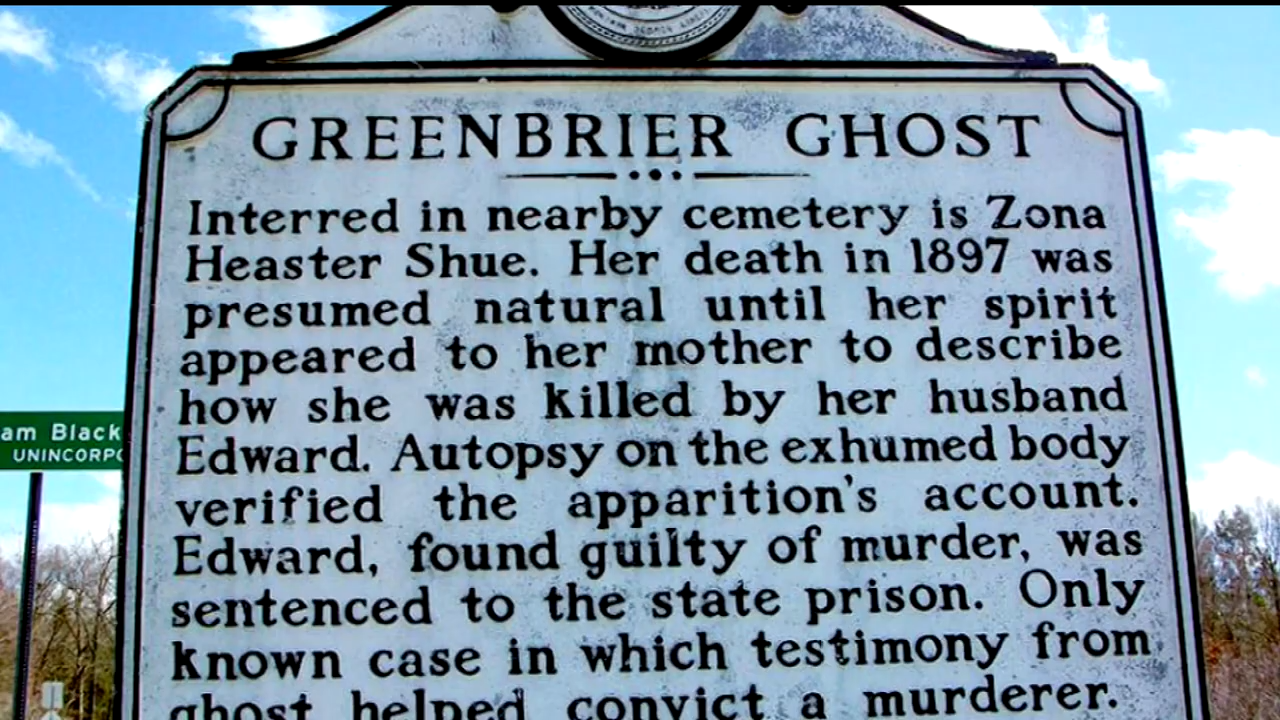 GREENBRIER GHOST
Interred in nearby cemetery is Zona
Heaster Shue. Her death in 1897 was
presumed natural until her spirit
appeared to her mother to describe
how she was killed by her husband
Edward. Autopsy on the exhumed body
verified the apparition's account.
Edward, found guilty of murder, was
sentenced to the state prison. Only
known case in which testimony from
ghost helped convict a murderer.
am Black
UNINCORPO